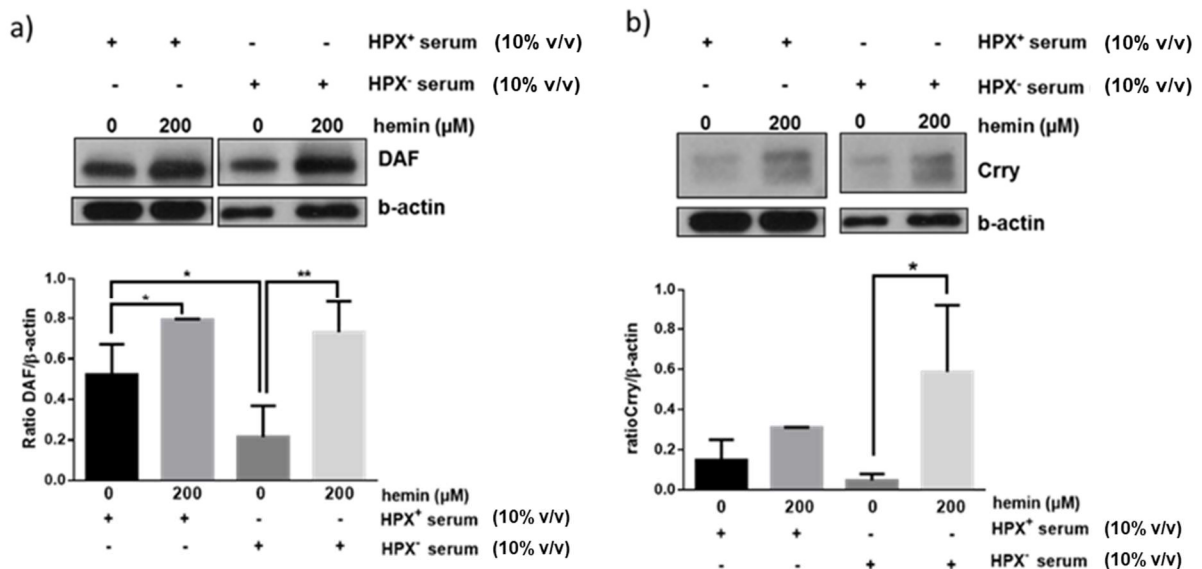 a)
+ + - - HPX⁺ serum (10% v/v)
- - + + HPX⁻ serum (10% v/v)
0 200 0 200 hemin (µM)
DAF
b-actin
Ratio DAF/β-actin
1.0
0.8
0.6
0.4
0.2
0.0
* * **
0 200 0 200 hemin (µM)
+ + - - HPX⁺ serum (10% v/v)
- - + + HPX⁻ serum (10% v/v)
b)
+ + - - HPX⁺ serum (10% v/v)
- - + + HPX⁻ serum (10% v/v)
0 200 0 200 hemin (µM)
Crry
b-actin
ratioCrry/β-actin
1.0
0.8
0.6
0.4
0.2
0.0
*
0 200 0 200 hemin (µM)
+ + - - HPX⁺ serum (10% v/v)
- - + + HPX⁻ serum (10% v/v)